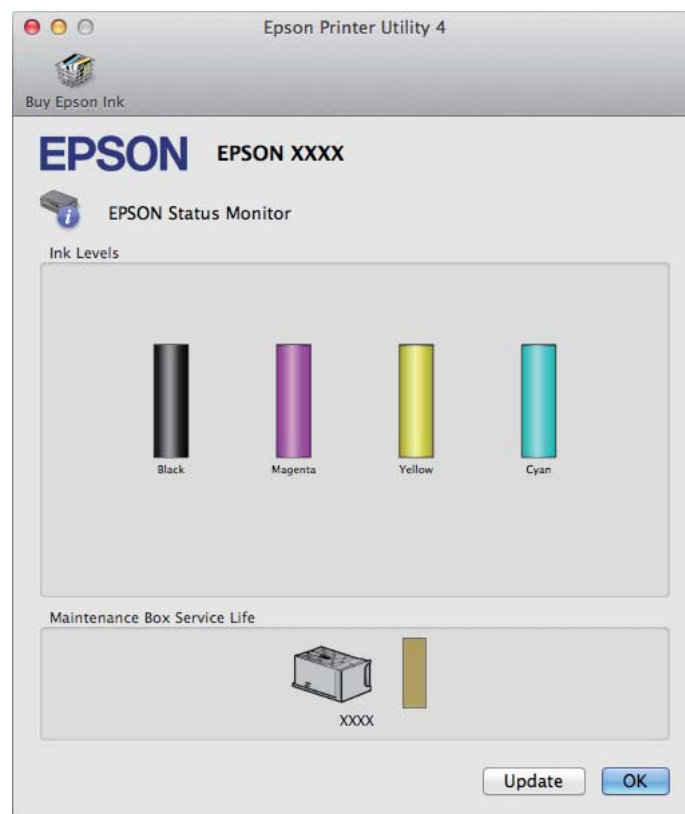 Epson Printer Utility 4
Buy Epson Ink
EPSON EPSON XXXX
EPSON Status Monitor
Ink Levels
Black Magenta Yellow Cyan
Maintenance Box Service Life
XXXX
Update OK